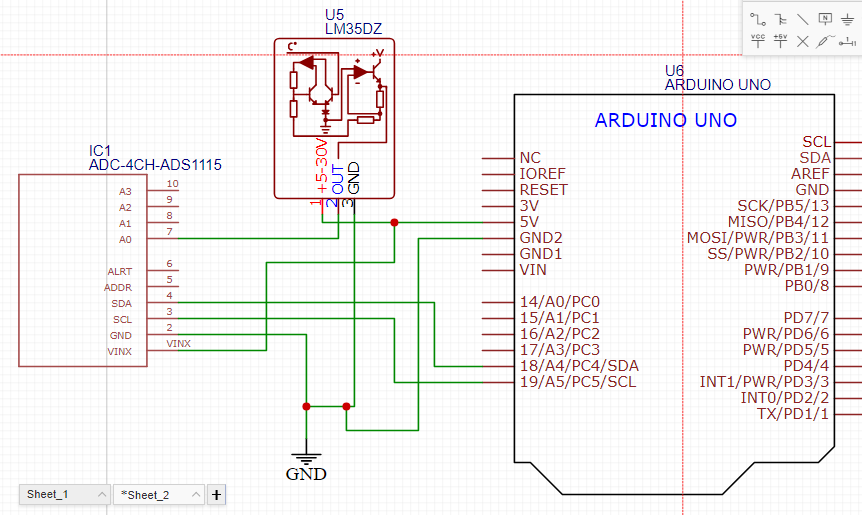 U5
LM35DZ
C°
+V
+
-
1 +5-30V
2 OUT
3 GND
VCC
+5V
N
U6
ARDUINO UNO
ARDUINO UNO
IC1
ADC-4CH-ADS1115
A3 10
A2 9
A1 8
A0 7
ALRT 6
ADDR 5
SDA 4
SCL 3
GND 2
VINX VINX
NC
IOREF
RESET
3V
5V
GND2
GND1
VIN
14/A0/PC0
15/A1/PC1
16/A2/PC2
17/A3/PC3
18/A4/PC4/SDA
19/A5/PC5/SCL
SCL
SDA
AREF
GND
SCK/PB5/13
MISO/PB4/12
MOSI/PWR/PB3/11
SS/PWR/PB2/10
PWR/PB1/9
PB0/8
PD7/7
PWR/PD6/6
PWR/PD5/5
PD4/4
INT1/PWR/PD3/3
INT0/PD2/2
TX/PD1/1
GND
Sheet_1
*Sheet_2
+